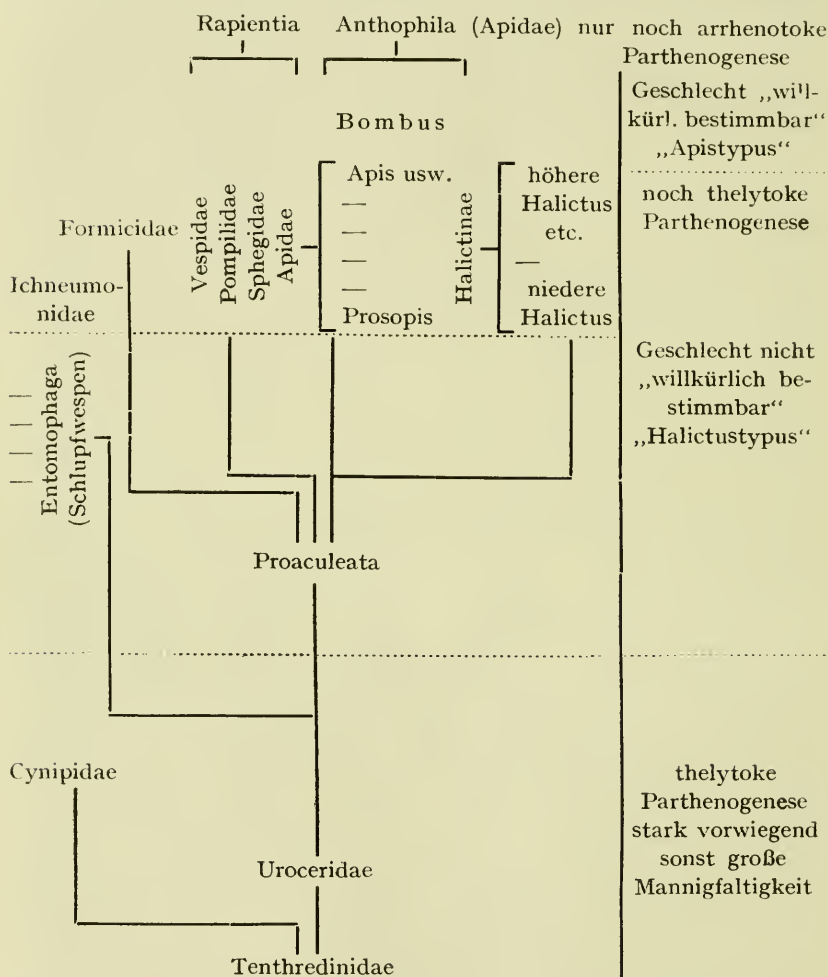 Rapientia Anthophila (Apidae) nur noch arrhenotoke
Parthenogenese
Geschlecht „will-
kürl. bestimmbar“
„Apistypus“
Bombus
Apis usw.
—
—
—
—
Prosopis
Vespidae
Pompilidae
Sphegidae
Apidae
Halictinae
höhere
Halictus
etc.
—
niedere
Halictus
noch thelytoke
Parthenogenese
Formicidae
Ichneumo-
nidae
—
—
—
—
Entomophaga
(Schlupfwespen)
Geschlecht nicht
„willkürlich be-
stimmbar“
„Halictustypus“
Proaculeata
Cynipidae
Uroceridae
Tenthredinidae
thelytoke
Parthenogenese
stark vorwiegend
sonst große
Mannigfaltigkeit